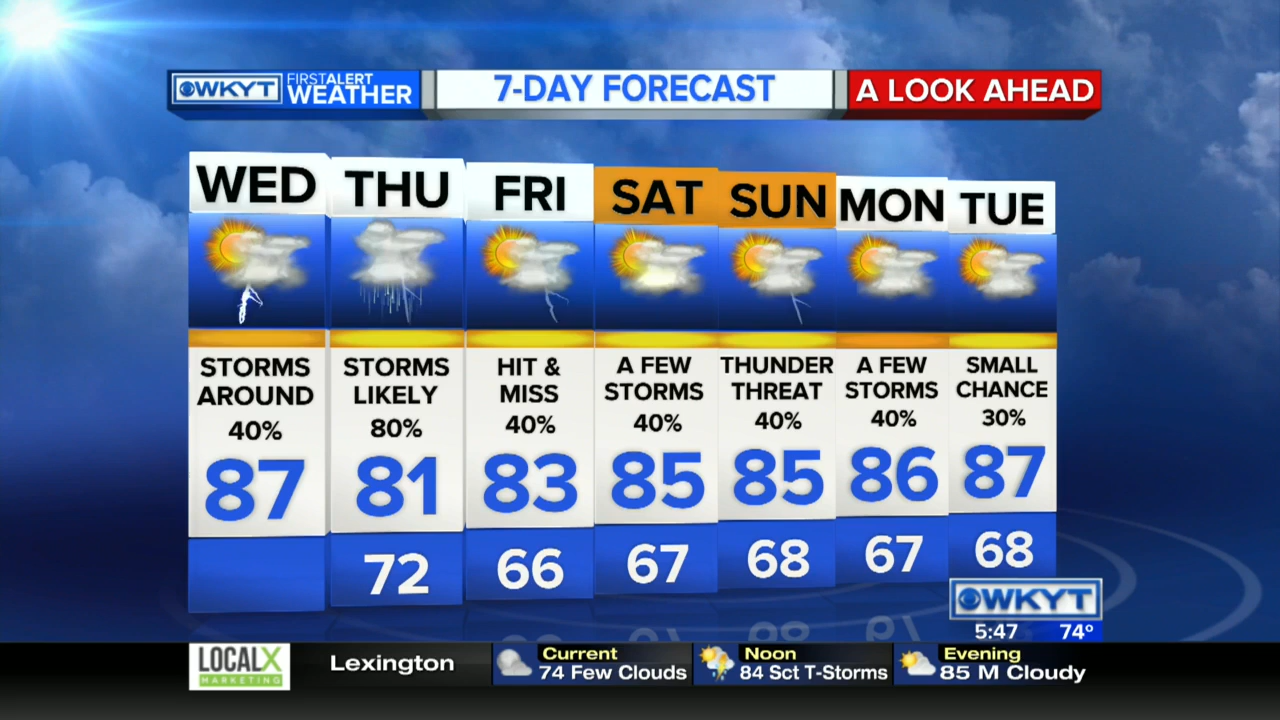 WKYT FIRST ALERT WEATHER
7-DAY FORECAST
A LOOK AHEAD
WED THU FRI SAT SUN MON TUE
STORMS AROUND
40%
87
STORMS LIKELY
80%
81
72
HIT & MISS
40%
83
66
A FEW STORMS
40%
85
67
THUNDER THREAT
40%
85
68
A FEW STORMS
40%
86
67
SMALL CHANCE
30%
87
68
WKYT
5:47 74°
LOCALX
MARKETING
Lexington
Current
74 Few Clouds
Noon
84 Sct T-Storms
Evening
85 M Cloudy